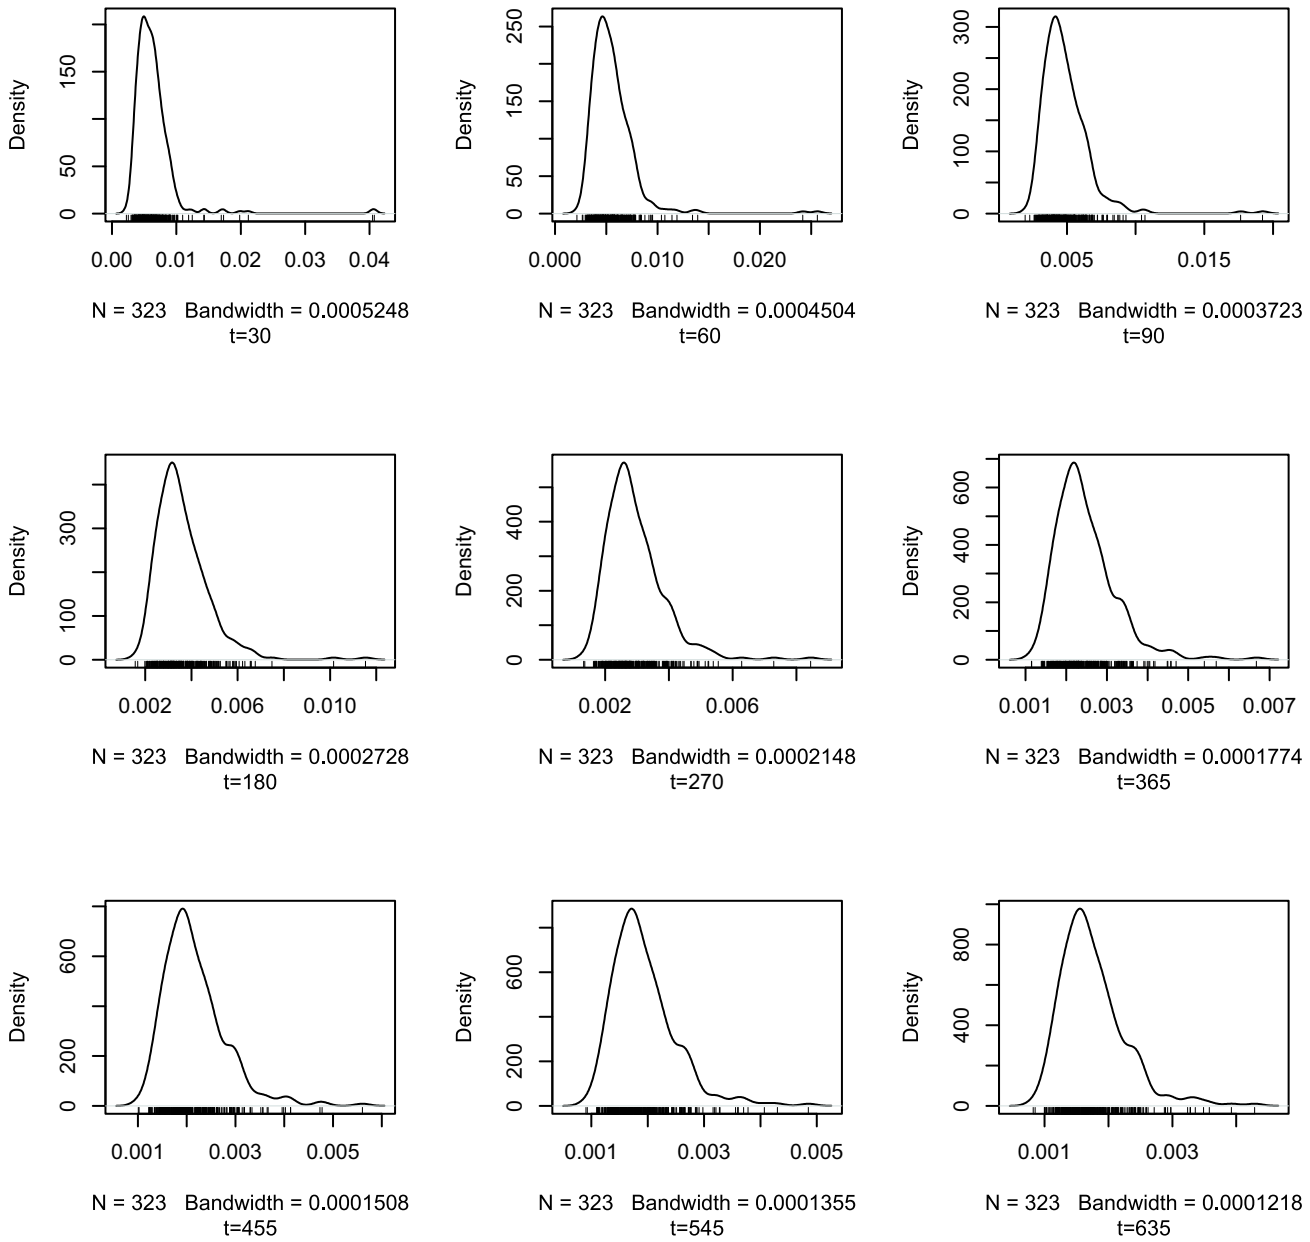 Density
0 50 150
0.00 0.01 0.02 0.03 0.04
N = 323 Bandwidth = 0.0005248
t=30
0 50 150 250
0.000 0.010 0.020
N = 323 Bandwidth = 0.0004504
t=60
Density
0 100 200 300
0.005 0.015
N = 323 Bandwidth = 0.0003723
t=90
Density
0 100 300
0.002 0.006 0.010
N = 323 Bandwidth = 0.0002728
t=180
Density
0 200 400
0.002 0.006
N = 323 Bandwidth = 0.0002148
t=270
Density
0 200 400 600
0.001 0.003 0.005 0.007
N = 323 Bandwidth = 0.0001774
t=365
Density
0 200 600
0.001 0.003 0.005
N = 323 Bandwidth = 0.0001508
t=455
Density
0 200 600
0.001 0.003 0.005
N = 323 Bandwidth = 0.0001355
t=545
Density
0 400 800
0.001 0.003
N = 323 Bandwidth = 0.0001218
t=635
Density